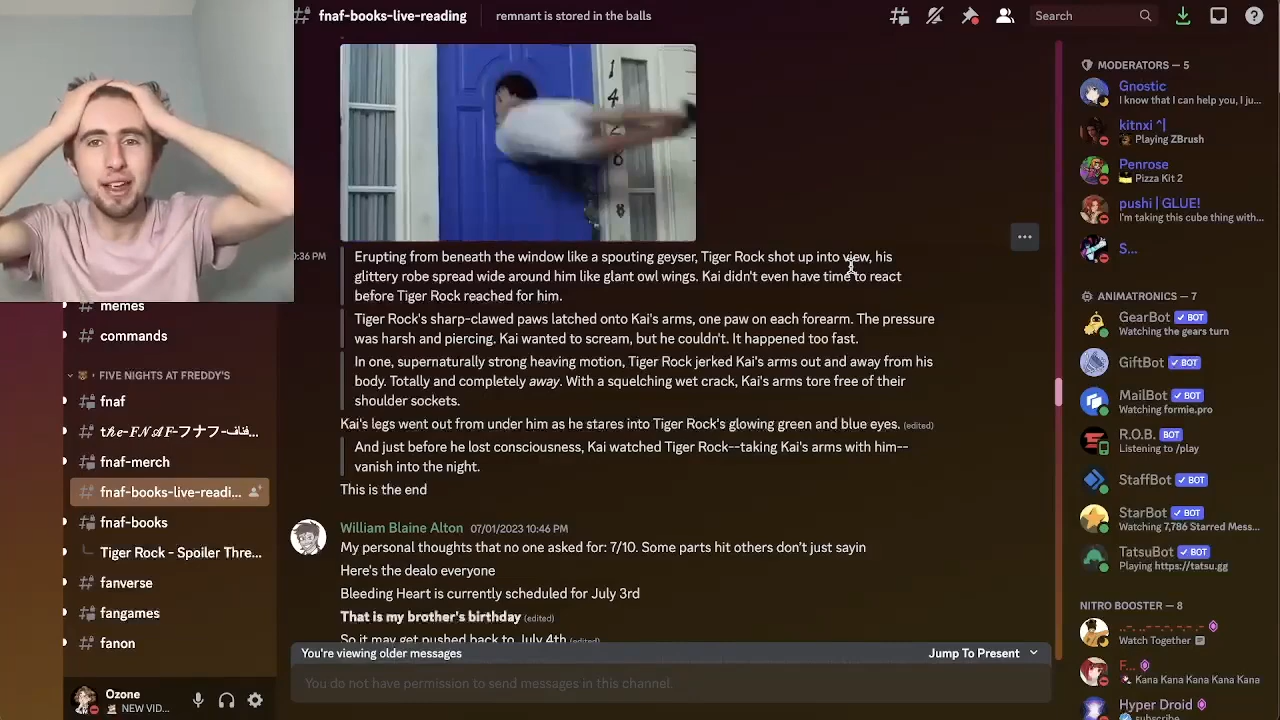 fnaf-books-live-reading
remnant is stored in the balls
Search
1
4
2
8
8
0:36 PM
Erupting from beneath the window like a spouting geyser, Tiger Rock shot up into view, his
glittery robe spread wide around him like giant owl wings. Kai didn't even have time to react
before Tiger Rock reached for him.
Tiger Rock's sharp-clawed paws latched onto Kai's arms, one paw on each forearm. The pressure
was harsh and piercing. Kai wanted to scream, but he couldn't. It happened too fast.
In one, supernaturally strong heaving motion, Tiger Rock jerked Kai's arms out and away from his
body. Totally and completely away. With a squelching wet crack, Kai's arms tore free of their
shoulder sockets.
Kai's legs went out from under him as he stares into Tiger Rock's glowing green and blue eyes. (edited)
And just before he lost consciousness, Kai watched Tiger Rock--taking Kai's arms with him--
vanish into the night.
This is the end
William Blaine Alton 07/01/2023 10:46 PM
My personal thoughts that no one asked for: 7/10. Some parts hit others don't just sayin
Here's the dealo everyone
Bleeding Heart is currently scheduled for July 3rd
That is my brother's birthday (edited)
So it may get pushed back to July 4th (edited)
You're viewing older messages
Jump To Present
You do not have permission to send messages in this channel.
memes
commands
FIVE NIGHTS AT FREDDY'S
fnaf
fnaf-merch
fnaf-books-live-readi...
fnaf-books
Tiger Rock - Spoiler Thre...
fanverse
fangames
fanon
Ozone
NEW VID...
MODERATORS — 5
Gnostic
I know that I can help you, I ju...
kitnxi ^|
Playing ZBrush
Penrose
Pizza Kit 2
pushi | GLUE!
I'm taking this cube thing with...
S...
ANIMATRONICS — 7
GearBot BOT
Watching the gears turn
GiftBot BOT
MailBot BOT
Watching formie.pro
R.O.B. BOT
Listening to /play
StaffBot BOT
StarBot BOT
Watching 7,786 Starred Mess...
TatsuBot BOT
Playing https://tatsu.gg
NITRO BOOSTER — 8
Watch Together
F...
Kana Kana Kana Kana Kana
Hyper Droid
subscribe